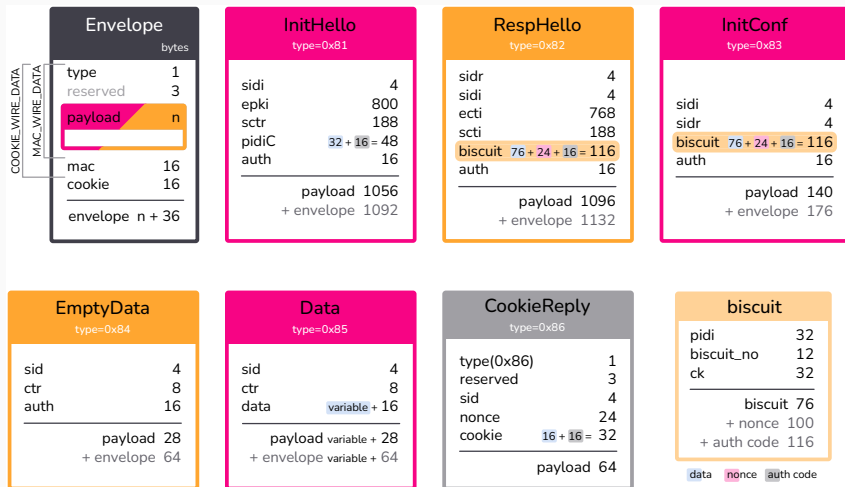 Envelope
bytes
type 1
reserved 3
payload n
mac 16
cookie 16
envelope n + 36
COOKIE_WIRE_DATA
MAC_WIRE_DATA
InitHello
type=0x81
sidi 4
epki 800
sctr 188
pidiC 32 + 16 = 48
auth 16
payload 1056
+ envelope 1092
RespHello
type=0x82
sidr 4
sidi 4
ecti 768
scti 188
biscuit 76 + 24 + 16 = 116
auth 16
payload 1096
+ envelope 1132
InitConf
type=0x83
sidi 4
sidr 4
biscuit 76 + 24 + 16 = 116
auth 16
payload 140
+ envelope 176
EmptyData
type=0x84
sid 4
ctr 8
auth 16
payload 28
+ envelope 64
Data
type=0x85
sid 4
ctr 8
data variable + 16
payload variable + 28
+ envelope variable + 64
CookieReply
type=0x86
type(0x86) 1
reserved 3
sid 4
nonce 24
cookie 16 + 16 = 32
payload 64
biscuit
pidi 32
biscuit_no 12
ck 32
biscuit 76
+ nonce 100
+ auth code 116
data nonce auth code